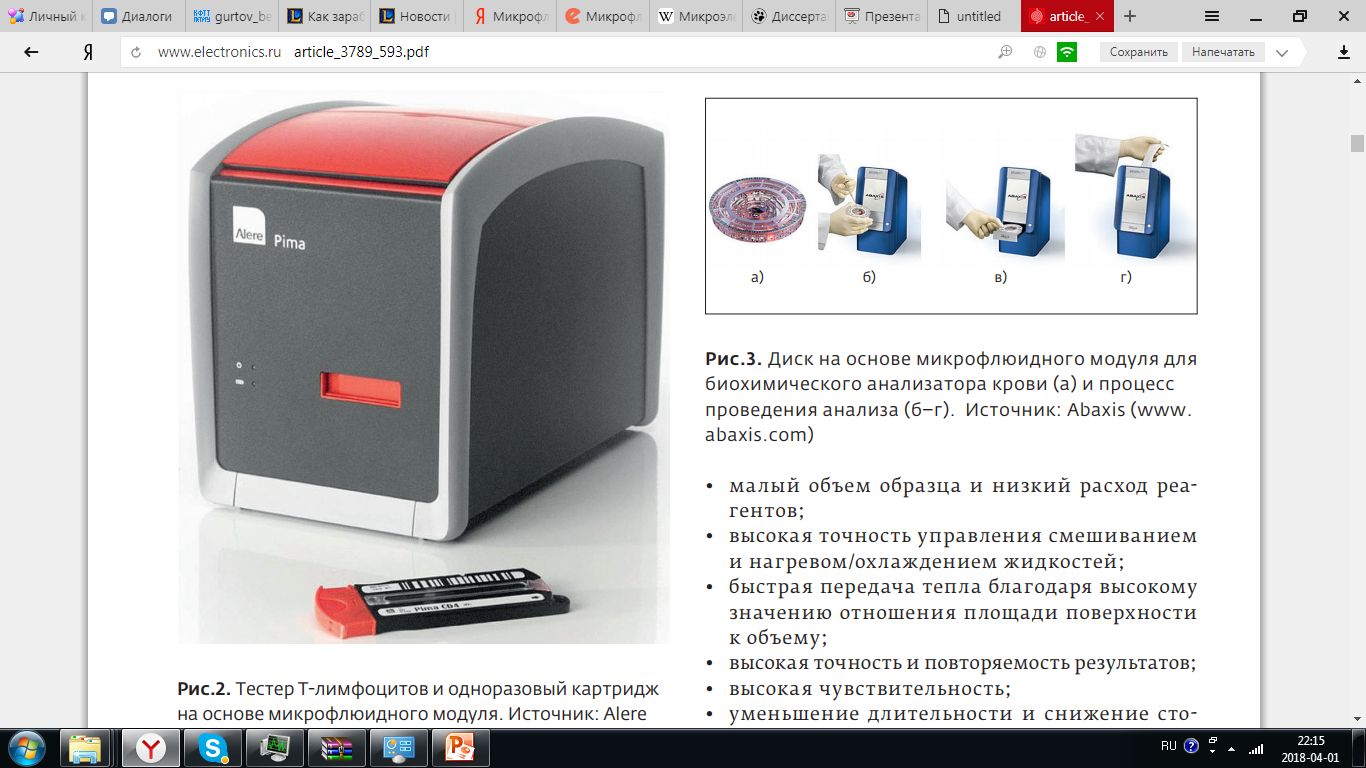 Личный к
Диалоги
gurtov_be
Как зараб
Новости
Микрофл
Микрофл
Микроэле
Диссерта
Презента
untitled
article_
www.electronics.ru article_3789_593.pdf
Сохранить
Напечатать
Alere
Pima
Pima CD4
ABAXIS
ABAXIS
ABAXIS
а)
б)
в)
г)
Рис.3. Диск на основе микрофлюидного модуля для
биохимического анализатора крови (а) и процесс
проведения анализа (б–г). Источник: Abaxis (www.
abaxis.com)
• малый объем образца и низкий расход реа-
гентов;
• высокая точность управления смешиванием
и нагревом/охлаждением жидкостей;
• быстрая передача тепла благодаря высокому
значению отношения площади поверхности
к объему;
• высокая точность и повторяемость результатов;
• высокая чувствительность;
• уменьшение длительности и снижение сто-
Рис.2. Тестер Т-лимфоцитов и одноразовый картридж
на основе микрофлюидного модуля. Источник: Alere
RU
22:15
2018-04-01